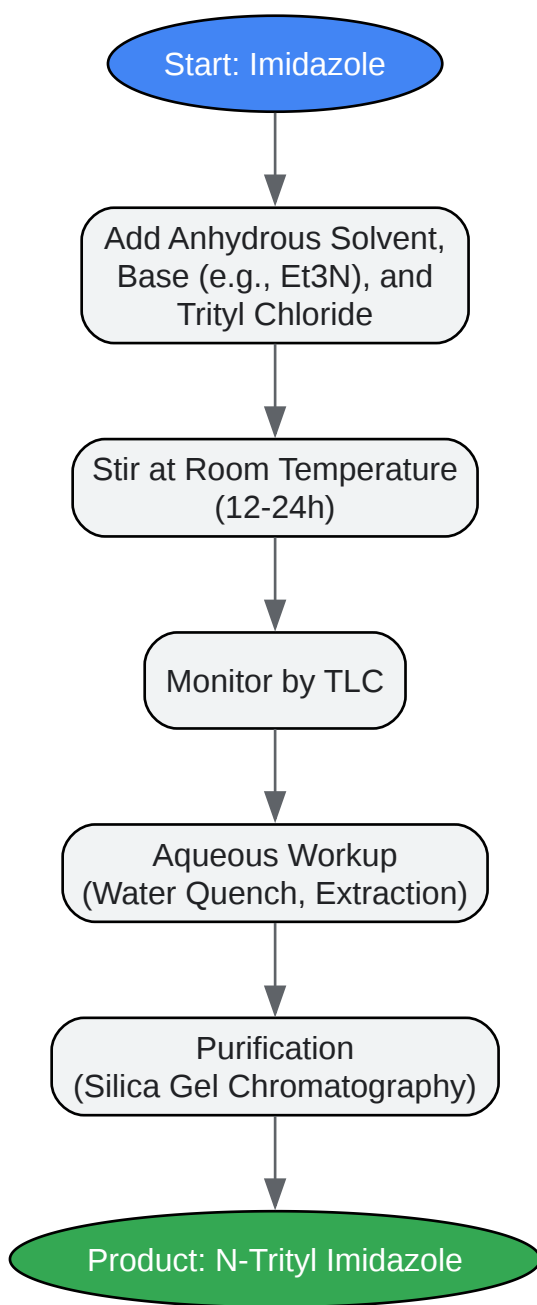 Start: Imidazole
Add Anhydrous Solvent,
Base (e.g., Et3N), and
Trityl Chloride
Stir at Room Temperature
(12-24h)
Monitor by TLC
Aqueous Workup
(Water Quench, Extraction)
Purification
(Silica Gel Chromatography)
Product: N-Trityl Imidazole